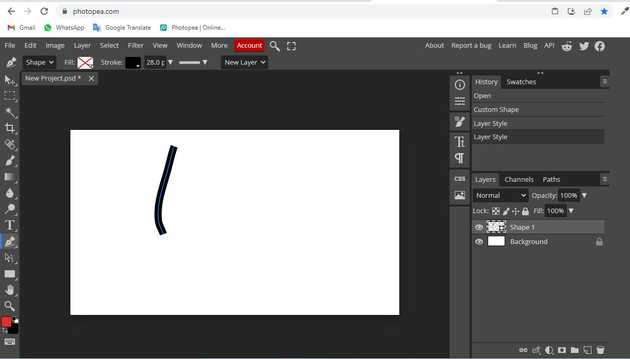 photopea.com
Gmail WhatsApp Google Translate Photopea | Online...
File Edit Image Layer Select Filter View Window More Account About Report a bug Learn Blog API
Shape Fill: Stroke: 28.0 p New Layer
New Project.psd *
History Swatches
Open
Custom Shape
Layer Style
Layer Style
Layers Channels Paths
Normal Opacity: 100%
Lock: Fill: 100%
Shape 1
Background
CSS